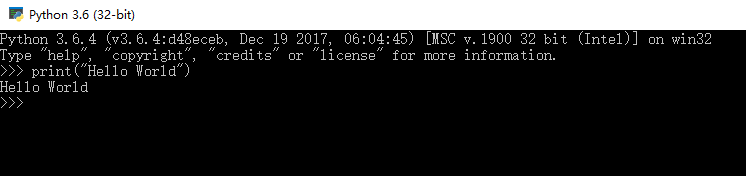 Python 3.6 (32-bit)
Python 3.6.4 (v3.6.4:d48eceb, Dec 19 2017, 06:04:45) [MSC v.1900 32 bit (Intel)] on win32
Type "help", "copyright", "credits" or "license" for more information.
>>> print("Hello World")
Hello World
>>>